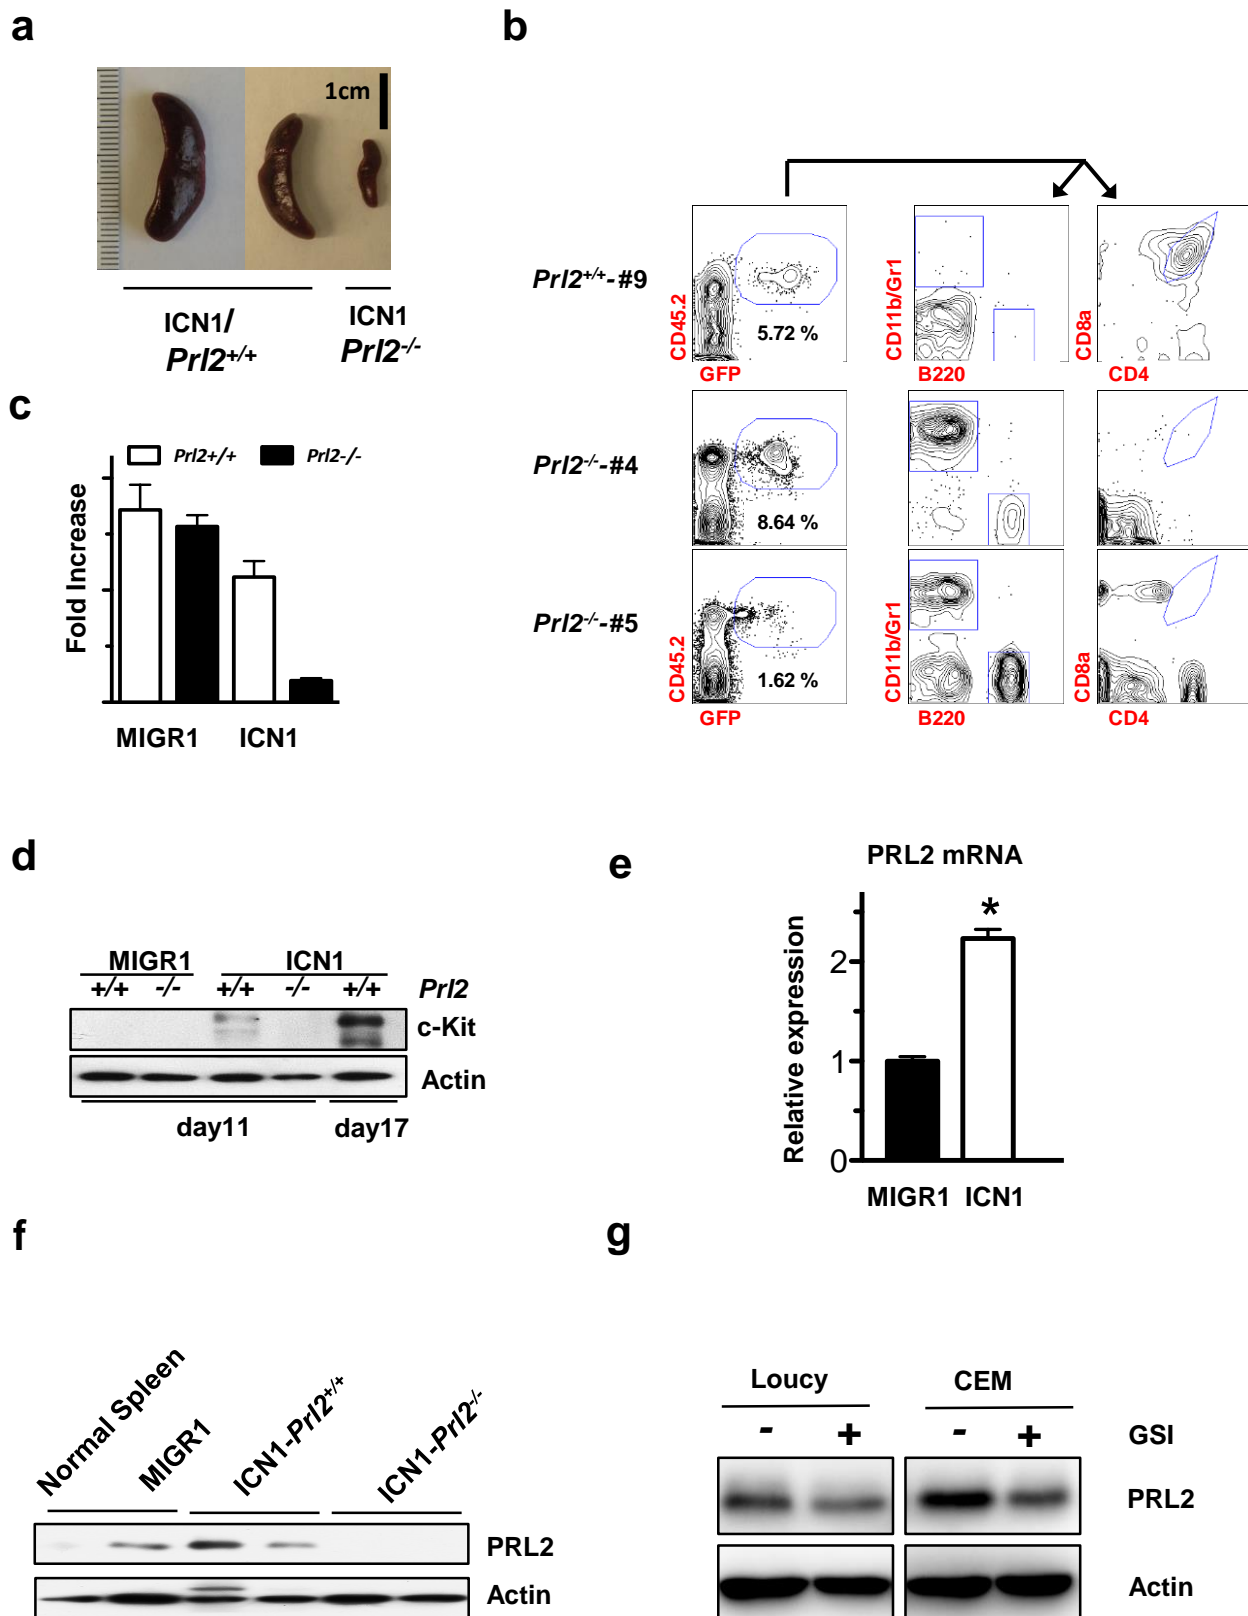 a
1cm
ICN1/
Prl2+/+
ICN1
Prl2-/-
b
Prl2+/+-#9
CD45.2
5.72 %
GFP
CD11b/Gr1
B220
CD8a
CD4
Prl2-/--#4
8.64 %
Prl2-/--#5
CD45.2
1.62 %
GFP
CD11b/Gr1
B220
CD8a
CD4
c
Prl2+/+
Prl2-/-
Fold Increase
MIGR1
ICN1
d
MIGR1
ICN1
+/+ -/- +/+ -/- +/+ Prl2
c-Kit
Actin
day11
day17
e
PRL2 mRNA
*
Relative expression
2
1
0
MIGR1 ICN1
f
Normal Spleen
MIGR1
ICN1-Prl2+/+
ICN1-Prl2-/-
PRL2
Actin
g
Loucy
CEM
- + - + GSI
PRL2
Actin